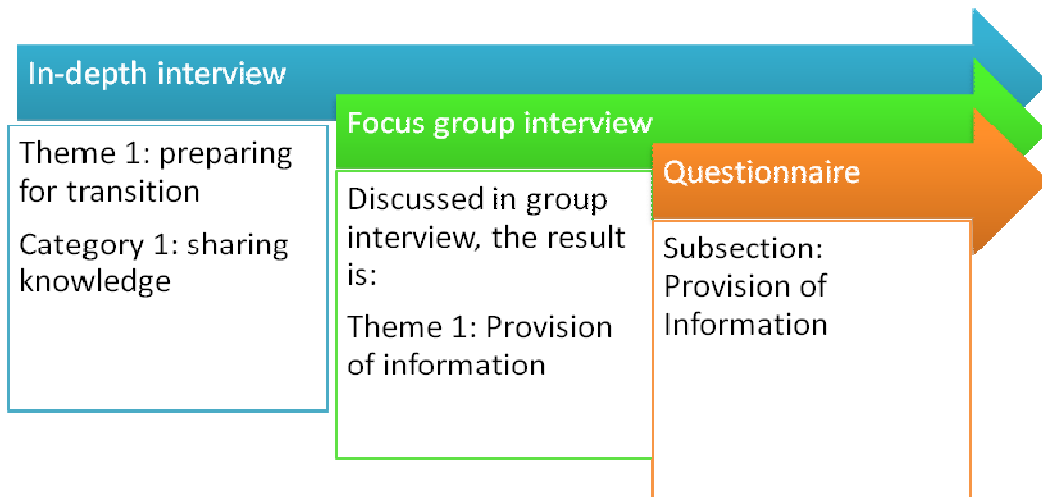 In-depth interview
Theme 1: preparing
for transition
Category 1: sharing
knowledge
Focus group interview
Discussed in group
interview, the result
is:
Theme 1: Provision
of information
Questionnaire
Subsection:
Provision of
Information